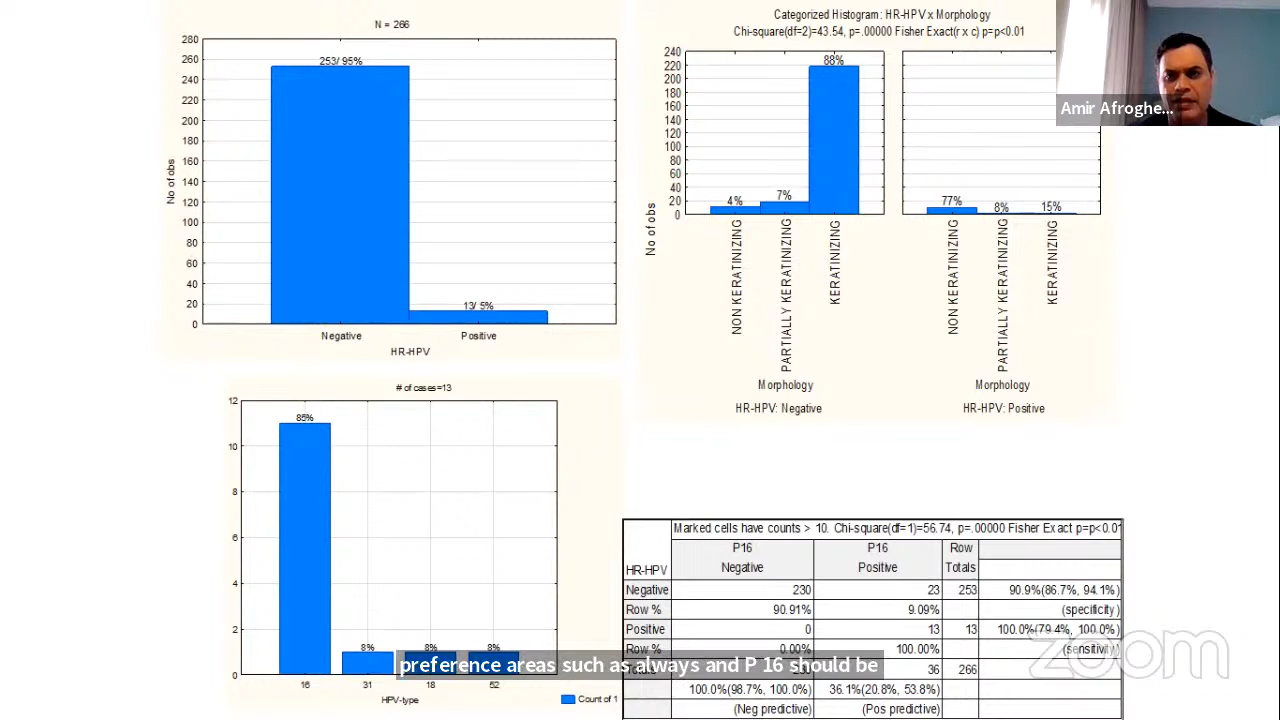 N = 266
280
260
240
220
200
180
160
140
120
100
80
60
40
20
0
No of obs
253/ 95%
13/ 5%
Negative
Positive
HR-HPV
Categorized Histogram: HR-HPV x Morphology
Chi-square(df=2)=43.54, p=.00000 Fisher Exact(r x c) p=p<0.01
240
220
200
180
160
140
120
100
80
60
40
20
0
No of obs
4%
7%
88%
77%
8%
15%
NON KERATINIZING
PARTIALLY KERATINIZING
KERATINIZING
NON KERATINIZING
PARTIALLY KERATINIZING
KERATINIZING
Morphology
Morphology
HR-HPV: Negative
HR-HPV: Positive
Amir Afroghe...
# of cases=13
12
10
8
6
4
2
0
85%
8%
8%
8%
16
31
18
52
HPV-type
Count of 1
Marked cells have counts > 10. Chi-square(df=1)=56.74, p=.00000 Fisher Exact p=p<0.01
HR-HPV P16 Negative P16 Positive Row Totals
Negative 230 23 253 90.9%(86.7%, 94.1%)
Row % 90.91% 9.09% (specificity)
Positive 0 13 13 100.0%(79.4%, 100.0%)
Row% 0.00% 100.00% (sensitivity)
36 266
100.0%(98.7%, 100.0%) 36.1%(20.8%, 53.8%)
(Neg predictive) (Pos predictive)
preference areas such as always and P 16 should be
zoom